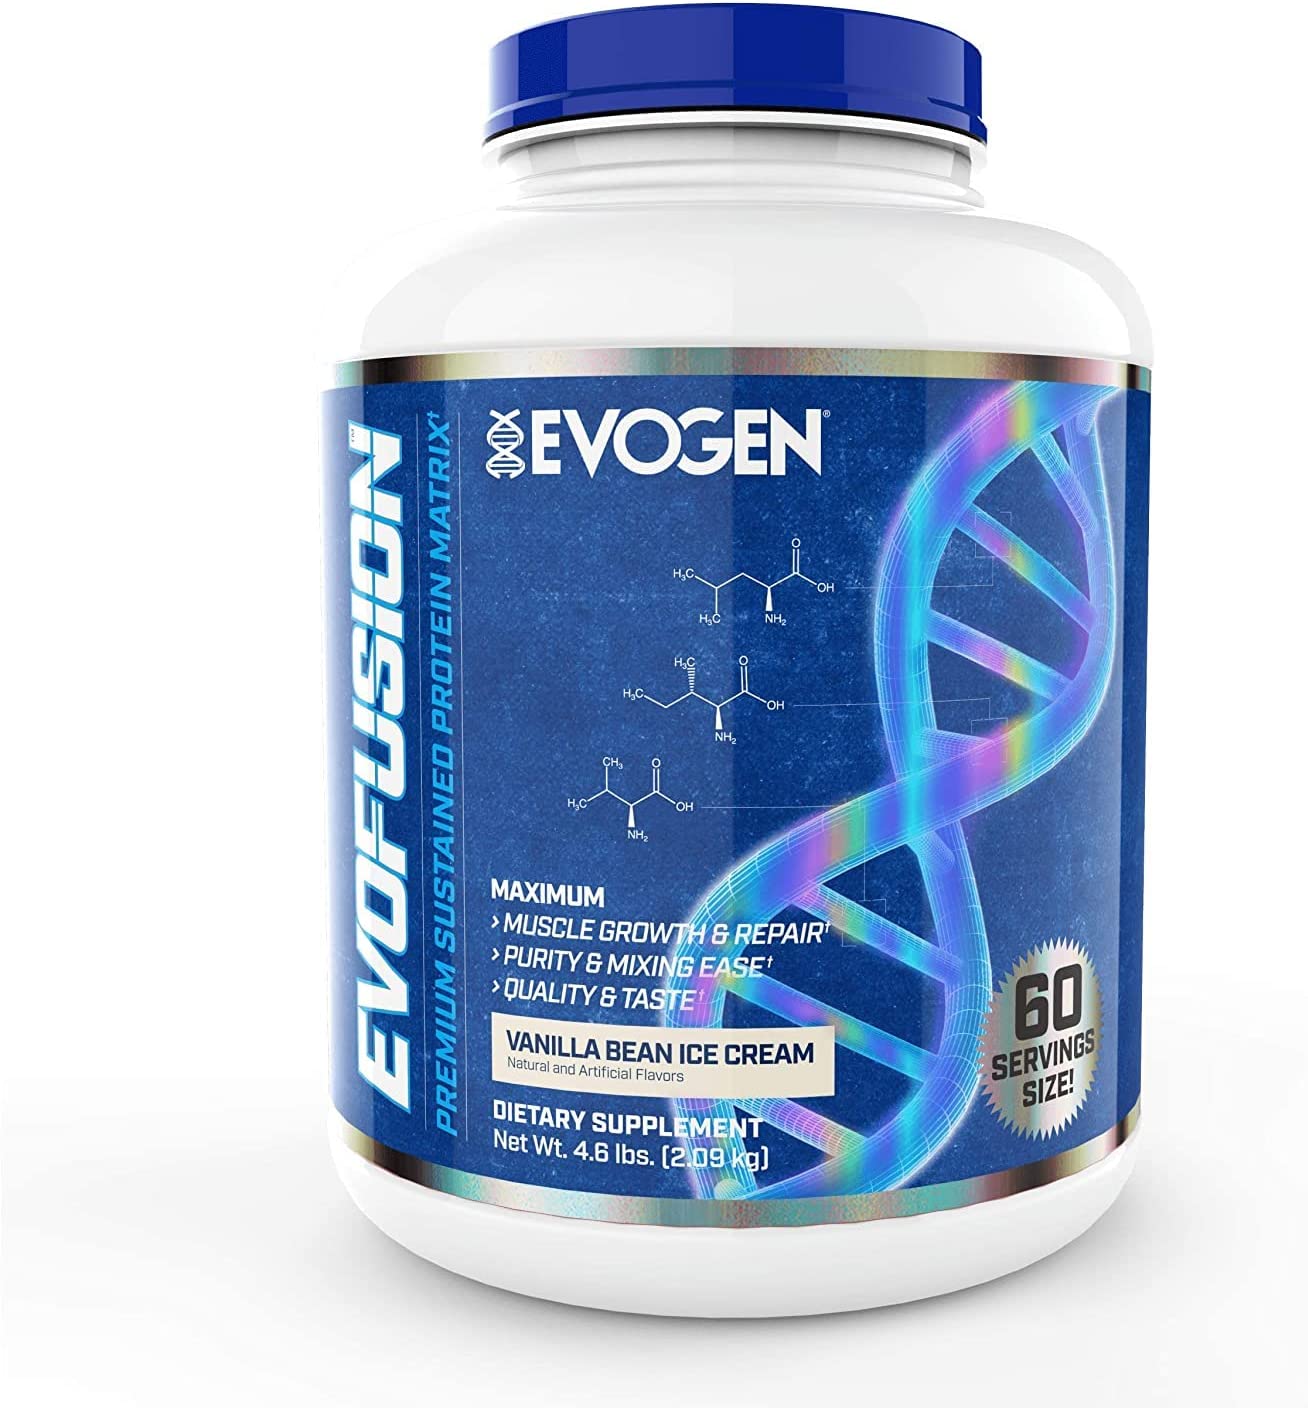 EVOGEN®
EVOFUSION™
PREMIUM SUSTAINED PROTEIN MATRIX†
O
H₃C
OH
H₃C
NH₂
H₃C
O
H₃C
OH
NH₂
CH₃
O
H₃C
OH
NH₂
MAXIMUM
› MUSCLE GROWTH & REPAIR†
› PURITY & MIXING EASE†
› QUALITY & TASTE†
VANILLA BEAN ICE CREAM
Natural and Artificial Flavors
DIETARY SUPPLEMENT
Net Wt. 4.6 lbs. (2.09 kg)
60
SERVINGS
SIZE!